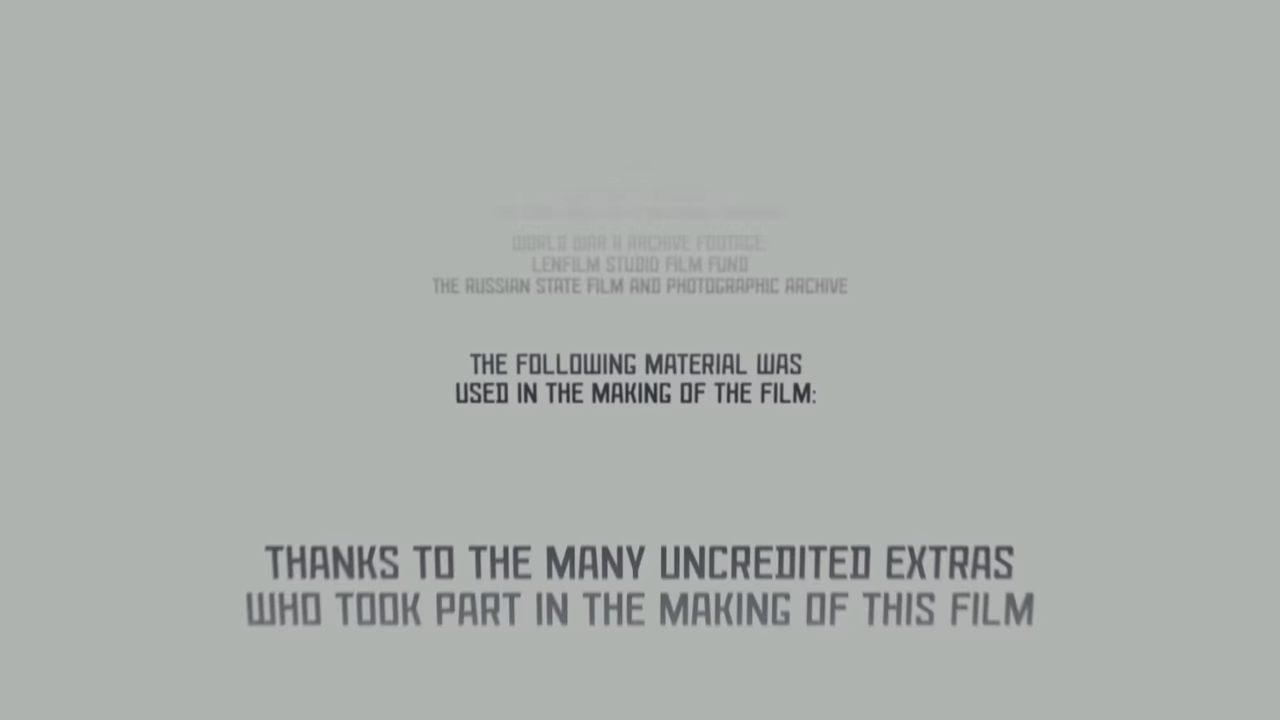 WORLD WAR II ARCHIVE FOOTAGE
LENFILM STUDIO FILM FUND
THE RUSSIAN STATE FILM AND PHOTOGRAPHIC ARCHIVE
THE FOLLOWING MATERIAL WAS
USED IN THE MAKING OF THE FILM:
THANKS TO THE MANY UNCREDITED EXTRAS
WHO TOOK PART IN THE MAKING OF THIS FILM